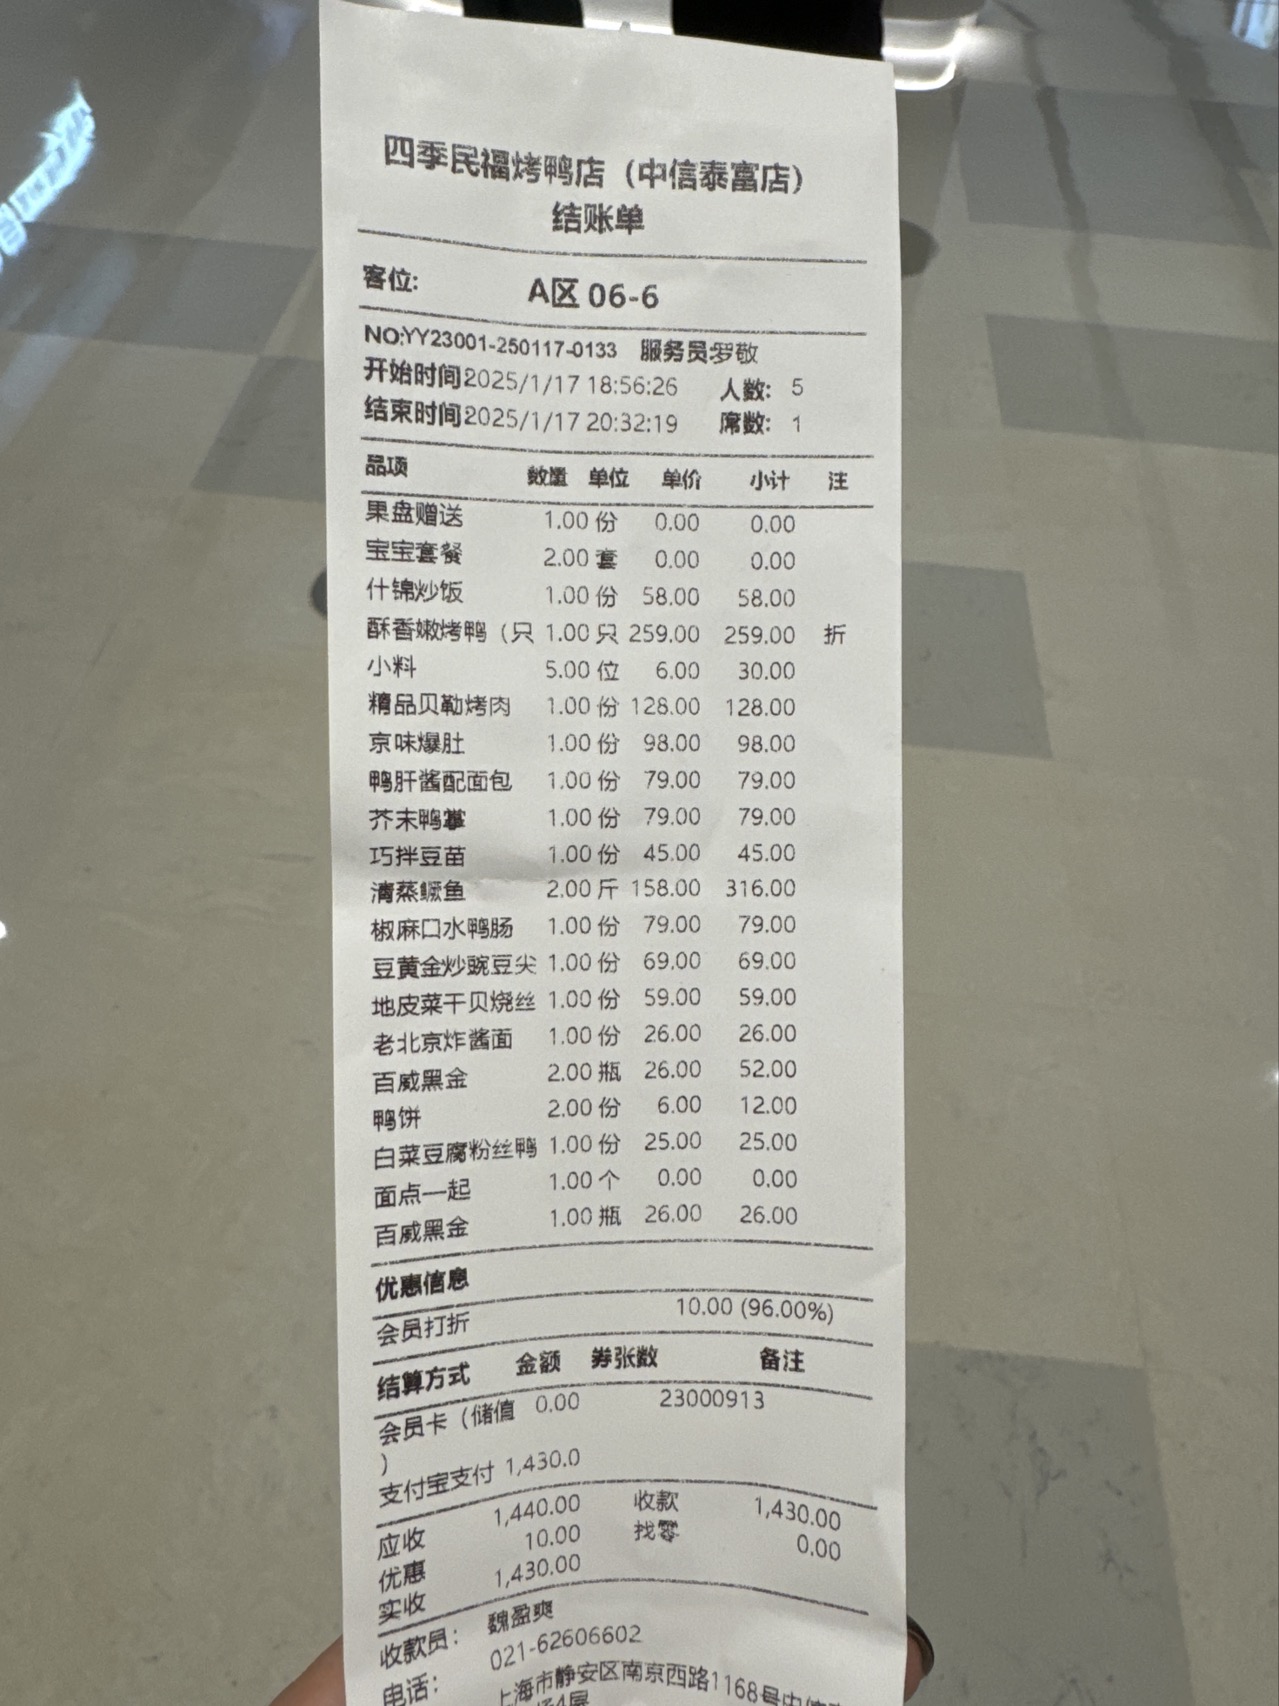 四季民福烤鸭店（中信泰富店）
结账单
客位: A区 06-6
NO:YY23001-250117-0133 服务员:罗敬
开始时间2025/1/17 18:56:26 人数: 5
结束时间2025/1/17 20:32:19 席数: 1
品项 数量 单位 单价 小计 注
果盘赠送 1.00 份 0.00 0.00
宝宝套餐 2.00 套 0.00 0.00
什锦炒饭 1.00 份 58.00 58.00
酥香嫩烤鸭（只 1.00 只 259.00 259.00 折
小料 5.00 位 6.00 30.00
精品贝勒烤肉 1.00 份 128.00 128.00
京味爆肚 1.00 份 98.00 98.00
鸭肝酱配面包 1.00 份 79.00 79.00
芥末鸭掌 1.00 份 79.00 79.00
巧拌豆苗 1.00 份 45.00 45.00
清蒸鳜鱼 2.00 斤 158.00 316.00
椒麻口水鸭肠 1.00 份 79.00 79.00
豆黄金炒豌豆尖 1.00 份 69.00 69.00
地皮菜干贝烧丝 1.00 份 59.00 59.00
老北京炸酱面 1.00 份 26.00 26.00
百威黑金 2.00 瓶 26.00 52.00
鸭饼 2.00 份 6.00 12.00
白菜豆腐粉丝鸭 1.00 份 25.00 25.00
面点一起 1.00 个 0.00 0.00
百威黑金 1.00 瓶 26.00 26.00
优惠信息
会员打折 10.00 (96.00%)
结算方式 金额 券张数 备注
会员卡（储值 0.00 23000913
）
支付宝支付 1,430.0
应收 1,440.00 收款 1,430.00
优惠 10.00 找零 0.00
实收 1,430.00
收款员: 魏盈爽
电话: 021-62606602
上海市静安区南京西路1168号中信